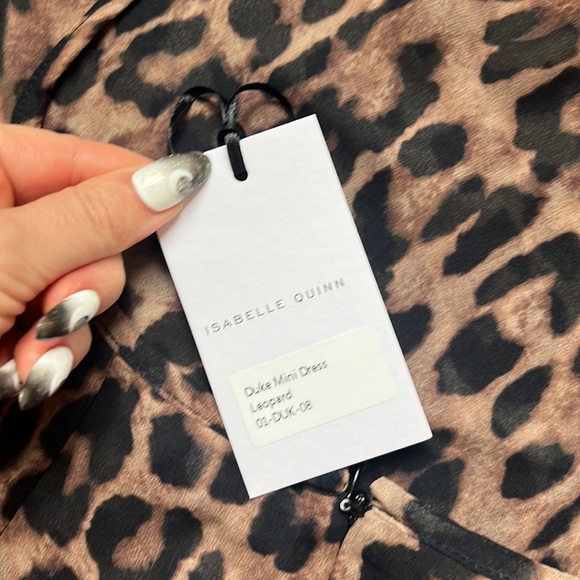 ISABELLE QUINN
Duke Mini Dress
Leopard
01-DUK-08